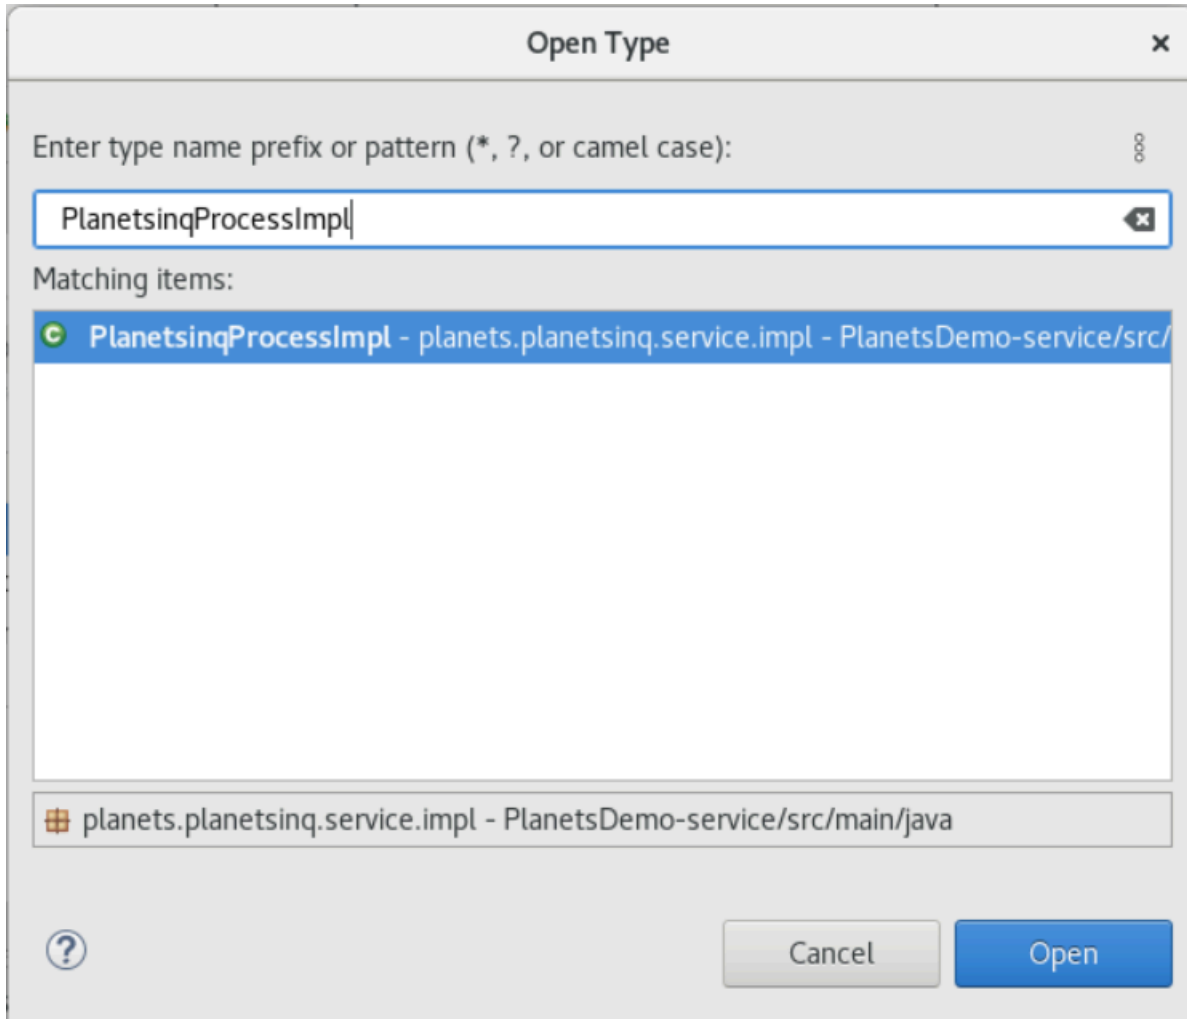 Open Type
Enter type name prefix or pattern (*, ?, or camel case):
PlanetsinqProcessImpl
Matching items:
PlanetsinqProcessImpl - planets.planetsinq.service.impl - PlanetsDemo-service/src/
planets.planetsinq.service.impl - PlanetsDemo-service/src/main/java
Cancel
Open